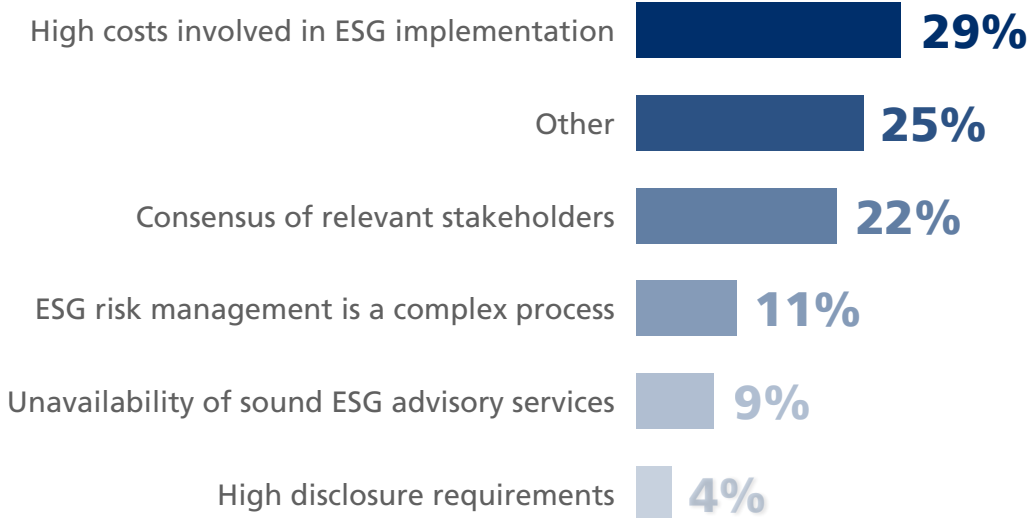 High costs involved in ESG implementation 29%
Other 25%
Consensus of relevant stakeholders 22%
ESG risk management is a complex process 11%
Unavailability of sound ESG advisory services 9%
High disclosure requirements 4%